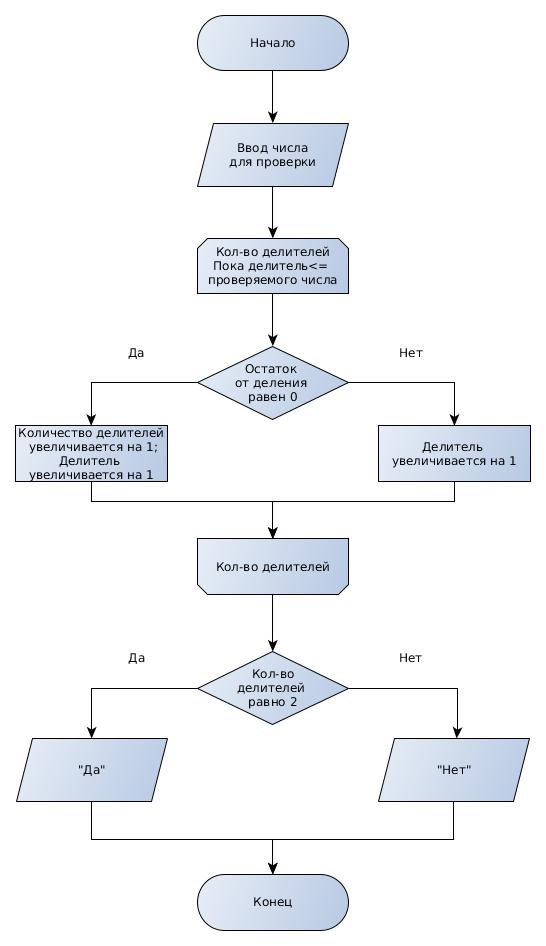 Начало
Ввод числа
для проверки
Кол-во делителей
Пока делитель<=
проверяемого числа
Да
Нет
Остаток
от деления
равен 0
Количество делителей
увеличивается на 1;
Делитель
увеличивается на 1
Делитель
увеличивается на 1
Кол-во делителей
Да
Нет
Кол-во
делителей
равно 2
"Да"
"Нет"
Конец